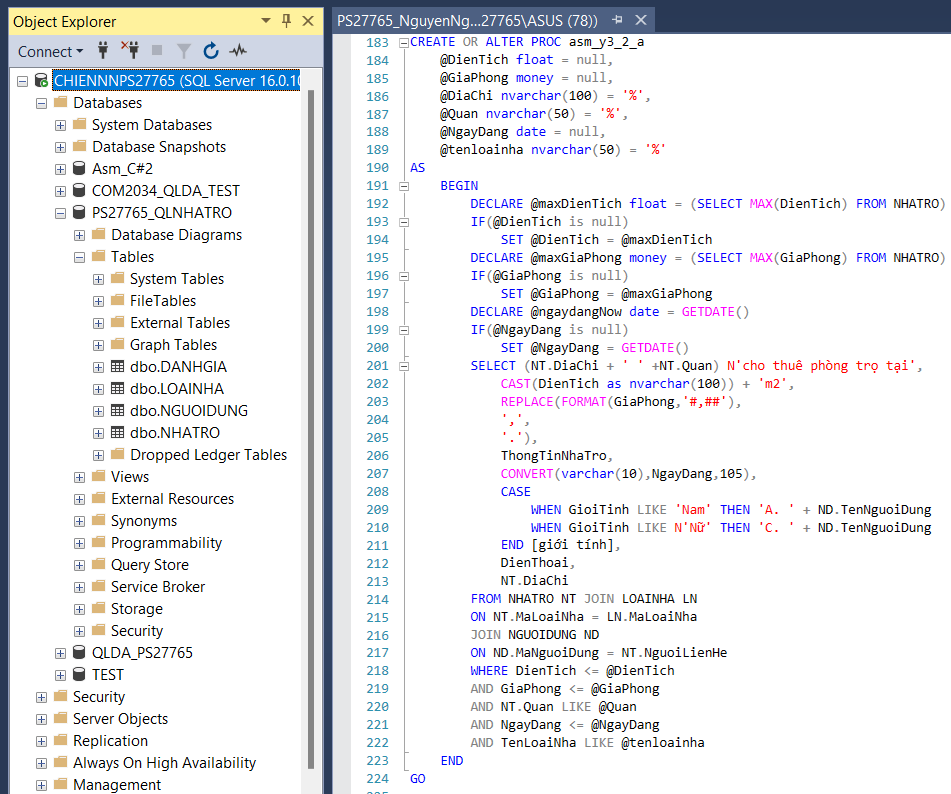 Object Explorer
Connect
CHIENNNPS27765 (SQL Server 16.0.10
Databases
System Databases
Database Snapshots
Asm_C#2
COM2034_QLDA_TEST
PS27765_QLNHATRO
Database Diagrams
Tables
System Tables
FileTables
External Tables
Graph Tables
dbo.DANHGIA
dbo.LOAINHA
dbo.NGUOIDUNG
dbo.NHATRO
Dropped Ledger Tables
Views
External Resources
Synonyms
Programmability
Query Store
Service Broker
Storage
Security
QLDA_PS27765
TEST
Security
Server Objects
Replication
Always On High Availability
Management
PS27765_NguyenNg...27765\ASUS (78))
183 CREATE OR ALTER PROC asm_y3_2_a
184 @DienTich float = null,
185 @GiaPhong money = null,
186 @DiaChi nvarchar(100) = '%',
187 @Quan nvarchar(50) = '%',
188 @NgayDang date = null,
189 @tenloainha nvarchar(50) = '%'
190 AS
191 BEGIN
192 DECLARE @maxDienTich float = (SELECT MAX(DienTich) FROM NHATRO)
193 IF(@DienTich is null)
194 SET @DienTich = @maxDienTich
195 DECLARE @maxGiaPhong money = (SELECT MAX(GiaPhong) FROM NHATRO)
196 IF(@GiaPhong is null)
197 SET @GiaPhong = @maxGiaPhong
198 DECLARE @ngaydangNow date = GETDATE()
199 IF(@NgayDang is null)
200 SET @NgayDang = GETDATE()
201 SELECT (NT.DiaChi + ' ' +NT.Quan) N'cho thuê phòng trọ tại',
202 CAST(DienTich as nvarchar(100)) + 'm2',
203 REPLACE(FORMAT(GiaPhong,'#,##'),
204 ',',
205 '.'),
206 ThongTinNhaTro,
207 CONVERT(varchar(10),NgayDang,105),
208 CASE
209 WHEN GioiTinh LIKE 'Nam' THEN 'A. ' + ND.TenNguoiDung
210 WHEN GioiTinh LIKE N'Nữ' THEN 'C. ' + ND.TenNguoiDung
211 END [giới tính],
212 DienThoai,
213 NT.DiaChi
214 FROM NHATRO NT JOIN LOAINHA LN
215 ON NT.MaLoaiNha = LN.MaLoaiNha
216 JOIN NGUOIDUNG ND
217 ON ND.MaNguoiDung = NT.NguoiLienHe
218 WHERE DienTich <= @DienTich
219 AND GiaPhong <= @GiaPhong
220 AND NT.Quan LIKE @Quan
221 AND NgayDang <= @NgayDang
222 AND TenLoaiNha LIKE @tenloainha
223 END
224 GO